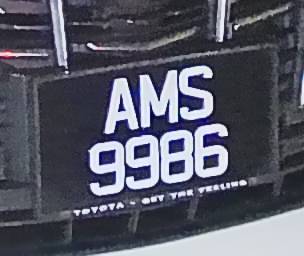 AMS
9986
TOYOTA - GET THE FEELING